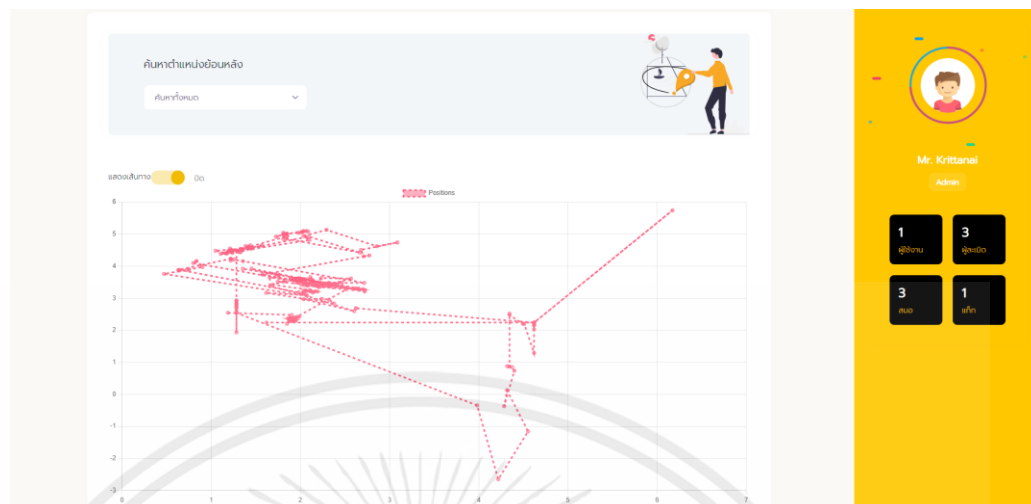 ค้นหาตำแหน่งย้อนหลัง
ค้นหาทั้งหมด
แสดงเส้นทาง ปิด
Positions
6
5
4
3
2
1
0
-1
-2
-3
0 1 2 3 4 5 6 7
Mr. Krittanai
Admin
1
ผู้ใช้งาน
3
ผู้ละเมิด
3
สมอ
1
แท็ก